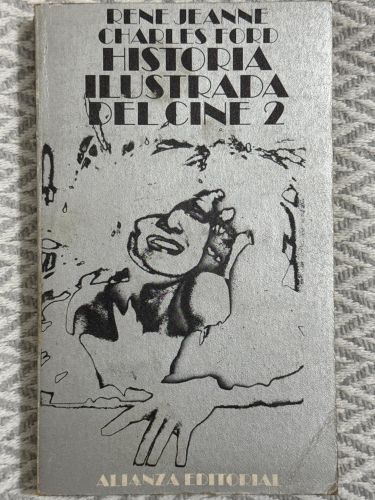 RENE JEANNE
CHARLES FORD
HISTORIA
ILUSTRADA
DEL CINE 2
ALIANZA EDITORIAL